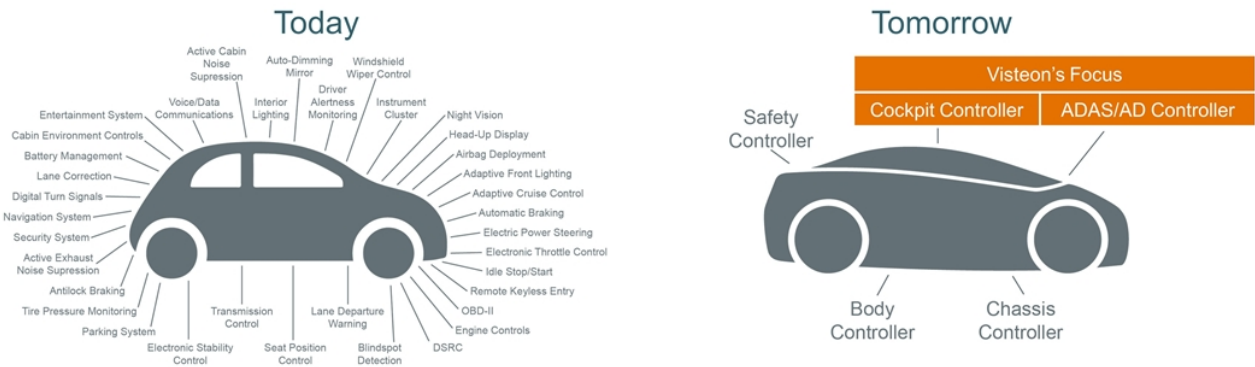 Today
Active Cabin
Noise
Supression
Auto-Dimming
Mirror
Windshield
Wiper Control
Voice/Data
Communications
Interior
Lighting
Driver
Alertness
Monitoring
Instrument
Cluster
Entertainment System
Cabin Environment Controls
Battery Management
Lane Correction
Digital Turn Signals
Navigation System
Security System
Active Exhaust
Noise Supression
Antilock Braking
Tire Pressure Monitoring
Parking System
Electronic Stability
Control
Transmission
Control
Seat Position
Control
Lane Departure
Warning
Blindspot
Detection
DSRC
Engine Controls
OBD-II
Remote Keyless Entry
Idle Stop/Start
Electronic Throttle Control
Electric Power Steering
Automatic Braking
Adaptive Cruise Control
Adaptive Front Lighting
Airbag Deployment
Head-Up Display
Night Vision
Tomorrow
Visteon's Focus
Cockpit Controller
ADAS/AD Controller
Safety
Controller
Body
Controller
Chassis
Controller